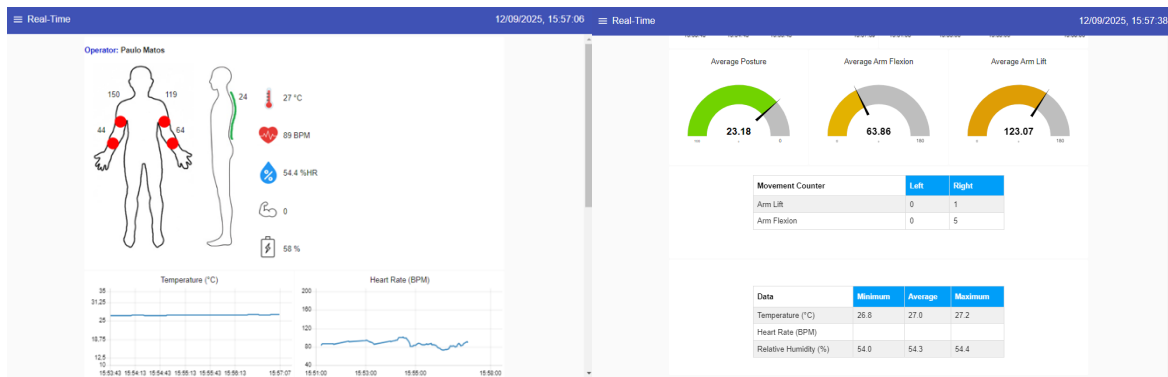 Real-Time 12/09/2025, 15:57:06
Operator: Paulo Matos
150 119
24
27 °C
44 64
89 BPM
54.4 %HR
0
58 %
Temperature (°C)
35
31,25
25
18,75
12,5
10
15:53:43 15:54:13 15:54:43 15:55:13 15:55:43 15:56:13 15:57:07
Heart Rate (BPM)
200
160
120
80
40
15:51:00 15:53:00 15:55:00 15:59:00
Real-Time 12/09/2025, 15:57:38
Average Posture Average Arm Flexion Average Arm Lift
23.18 63.86 123.07
0 0 180 0 180
Movement Counter Left Right
Arm Lift 0 1
Arm Flexion 0 5
Data Minimum Average Maximum
Temperature (°C) 26.8 27.0 27.2
Heart Rate (BPM)
Relative Humidity (%) 54.0 54.3 54.4